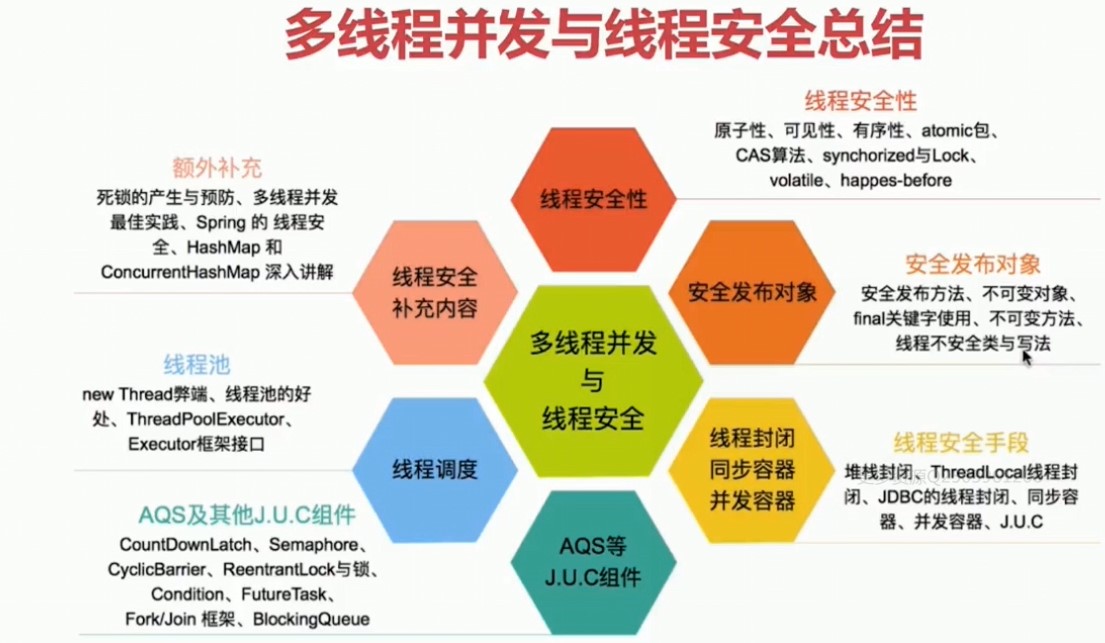 多线程并发与线程安全总结
线程安全性
原子性、可见性、有序性、atomic包、
CAS算法、synchorized与Lock、
volatile、happes-before
额外补充
死锁的产生与预防、多线程并发
最佳实践、Spring 的 线程安
全、HashMap 和
ConcurrentHashMap 深入讲解
线程安全性
线程安全
补充内容
安全发布对象
安全发布对象
安全发布方法、不可变对象、
final关键字使用、不可变方法、
线程不安全类与写法
多线程并发
与
线程安全
线程池
new Thread弊端、线程池的好
处、ThreadPoolExecutor、
Executor框架接口
线程调度
线程封闭
同步容器
并发容器
线程安全手段
堆栈封闭、ThreadLocal线程封
闭、JDBC的线程封闭、同步容
器、并发容器、J.U.C
AQS及其他J.U.C组件
CountDownLatch、Semaphore、
CyclicBarrier、ReentrantLock与锁、
Condition、FutureTask、
Fork/Join 框架、BlockingQueue
AQS等
J.U.C组件